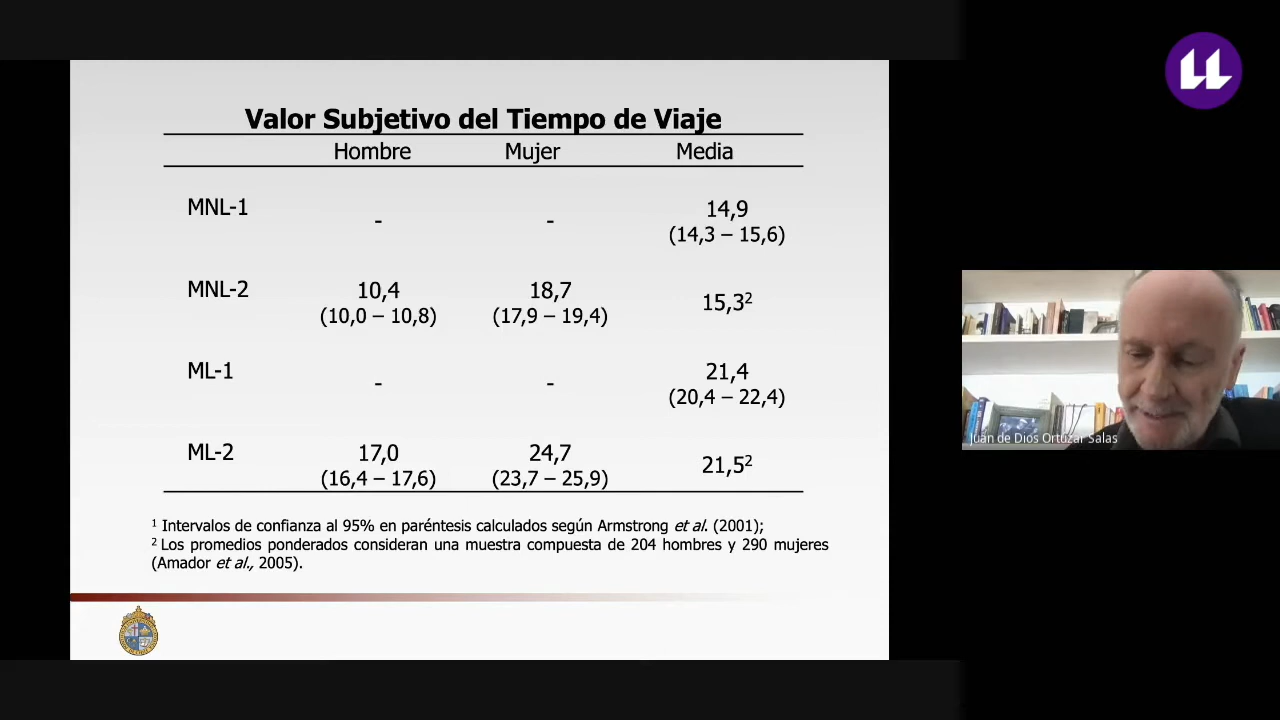 Valor Subjetivo del Tiempo de Viaje
Hombre Mujer Media
MNL-1 - - 14,9
(14,3 – 15,6)
MNL-2 10,4 18,7 15,3²
(10,0 – 10,8) (17,9 – 19,4)
ML-1 - - 21,4
(20,4 – 22,4)
ML-2 17,0 24,7 21,5²
(16,4 – 17,6) (23,7 – 25,9)
¹ Intervalos de confianza al 95% en paréntesis calculados según Armstrong et al. (2001);
² Los promedios ponderados consideran una muestra compuesta de 204 hombres y 290 mujeres
(Amador et al., 2005).
Juan de Dios Ortúzar Salas